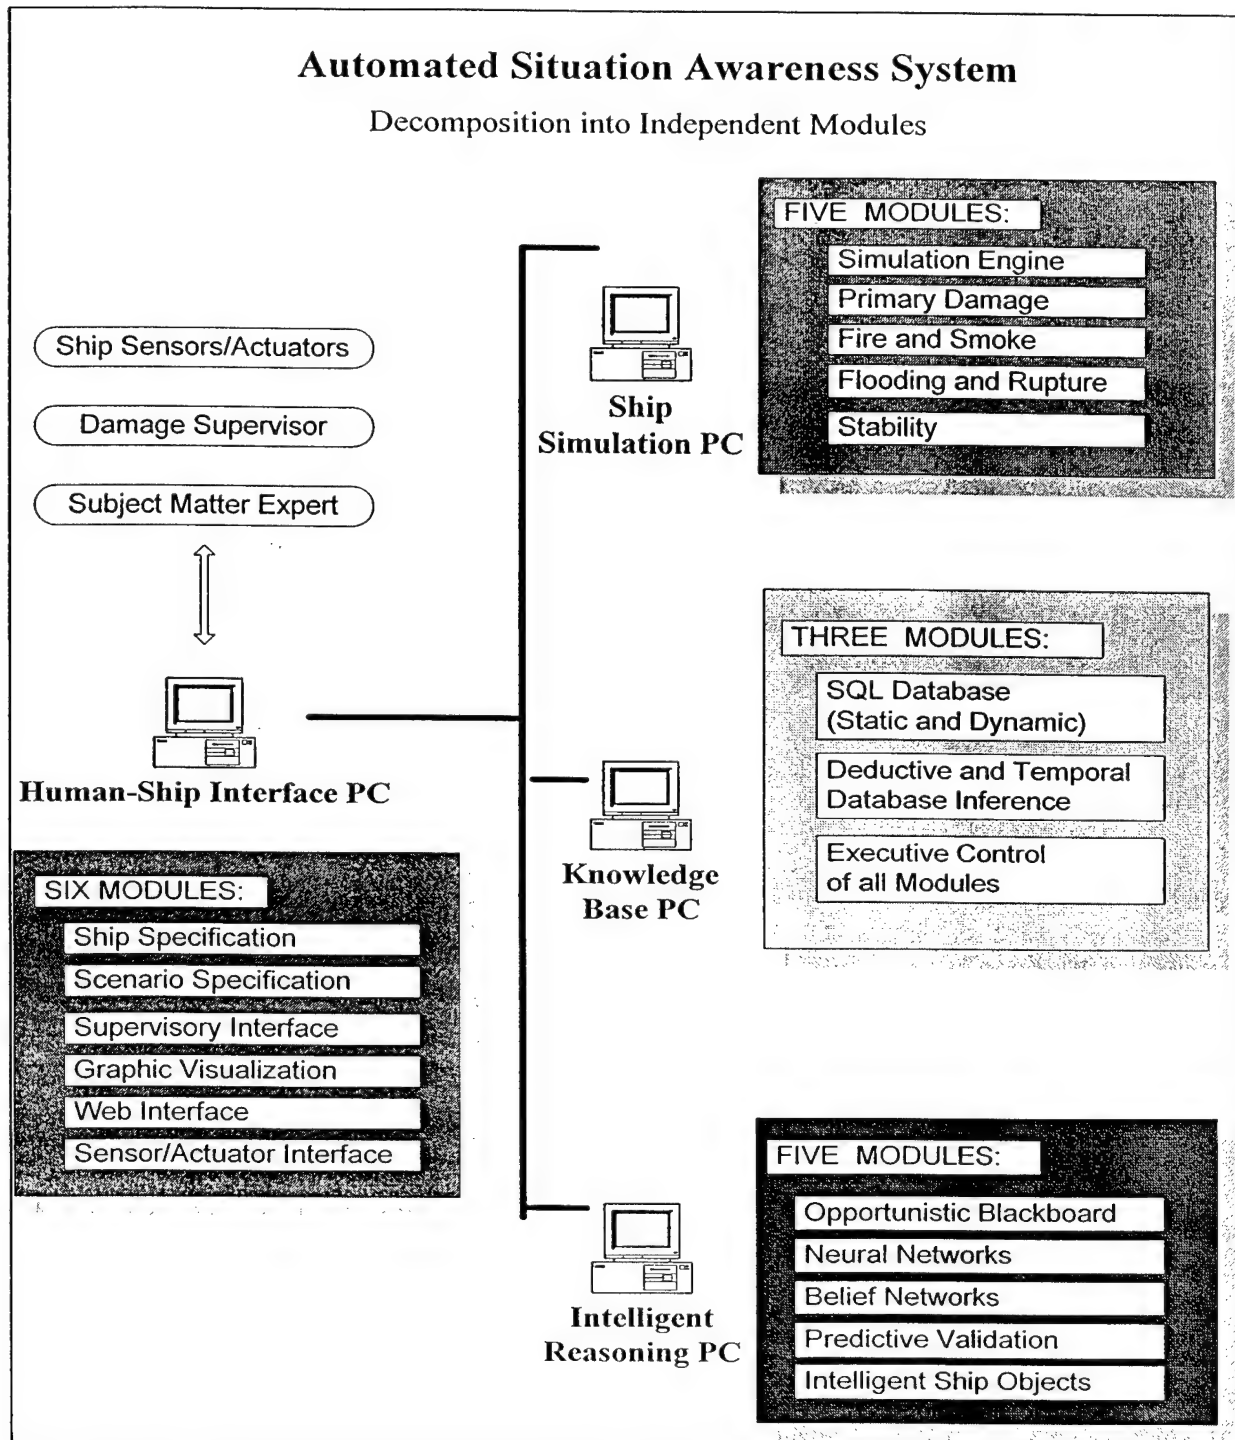 Automated Situation Awareness System
Decomposition into Independent Modules
FIVE MODULES:
Simulation Engine
Primary Damage
Fire and Smoke
Flooding and Rupture
Stability
Ship
Simulation PC
Ship Sensors/Actuators
Damage Supervisor
Subject Matter Expert
Human-Ship Interface PC
SIX MODULES:
Ship Specification
Scenario Specification
Supervisory Interface
Graphic Visualization
Web Interface
Sensor/Actuator Interface
Knowledge
Base PC
THREE MODULES:
SQL Database
(Static and Dynamic)
Deductive and Temporal
Database Inference
Executive Control
of all Modules
Intelligent
Reasoning PC
FIVE MODULES:
Opportunistic Blackboard
Neural Networks
Belief Networks
Predictive Validation
Intelligent Ship Objects